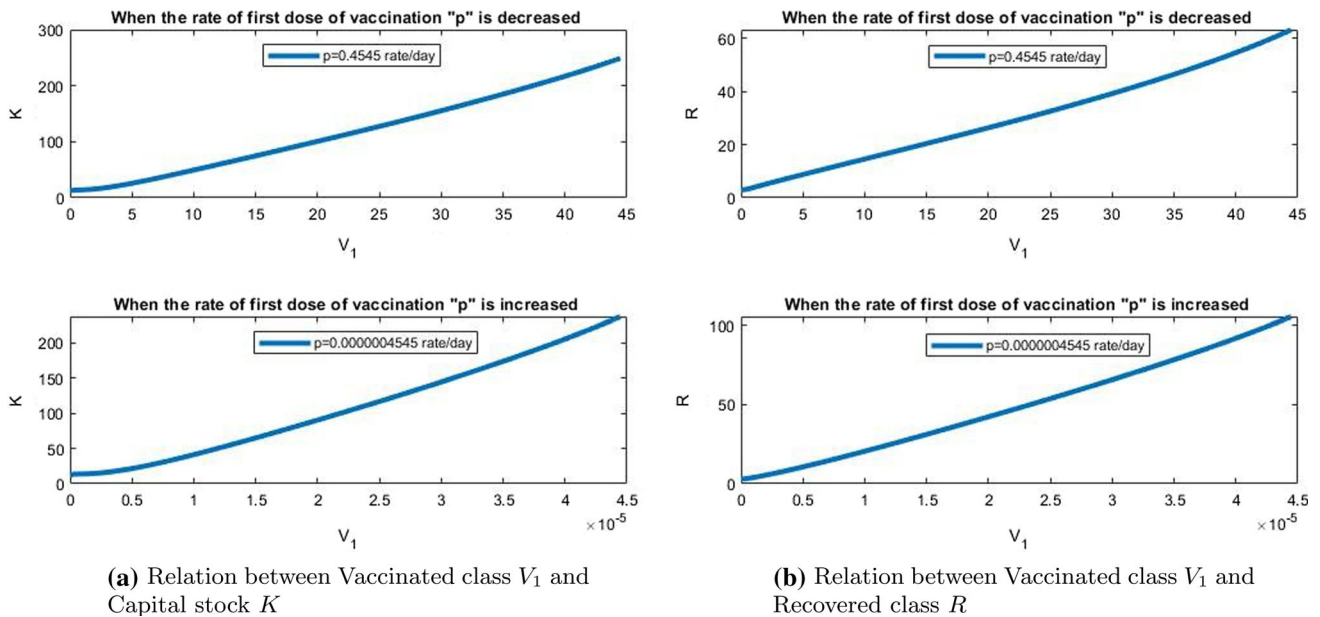 When the rate of first dose of vaccination "p" is decreased
300
200
100
0
K
p=0.4545 rate/day
0 5 10 15 20 25 30 35 40 45
V1
When the rate of first dose of vaccination "p" is decreased
60
40
20
0
R
p=0.4545 rate/day
0 5 10 15 20 25 30 35 40 45
V1
When the rate of first dose of vaccination "p" is increased
200
150
100
50
0
K
p=0.0000004545 rate/day
0 0.5 1 1.5 2 2.5 3 3.5 4 4.5
×10-5
V1
When the rate of first dose of vaccination "p" is increased
100
50
0
R
p=0.0000004545 rate/day
0 0.5 1 1.5 2 2.5 3 3.5 4 4.5
×10-5
V1
(a) Relation between Vaccinated class V1 and
Capital stock K
(b) Relation between Vaccinated class V1 and
Recovered class R